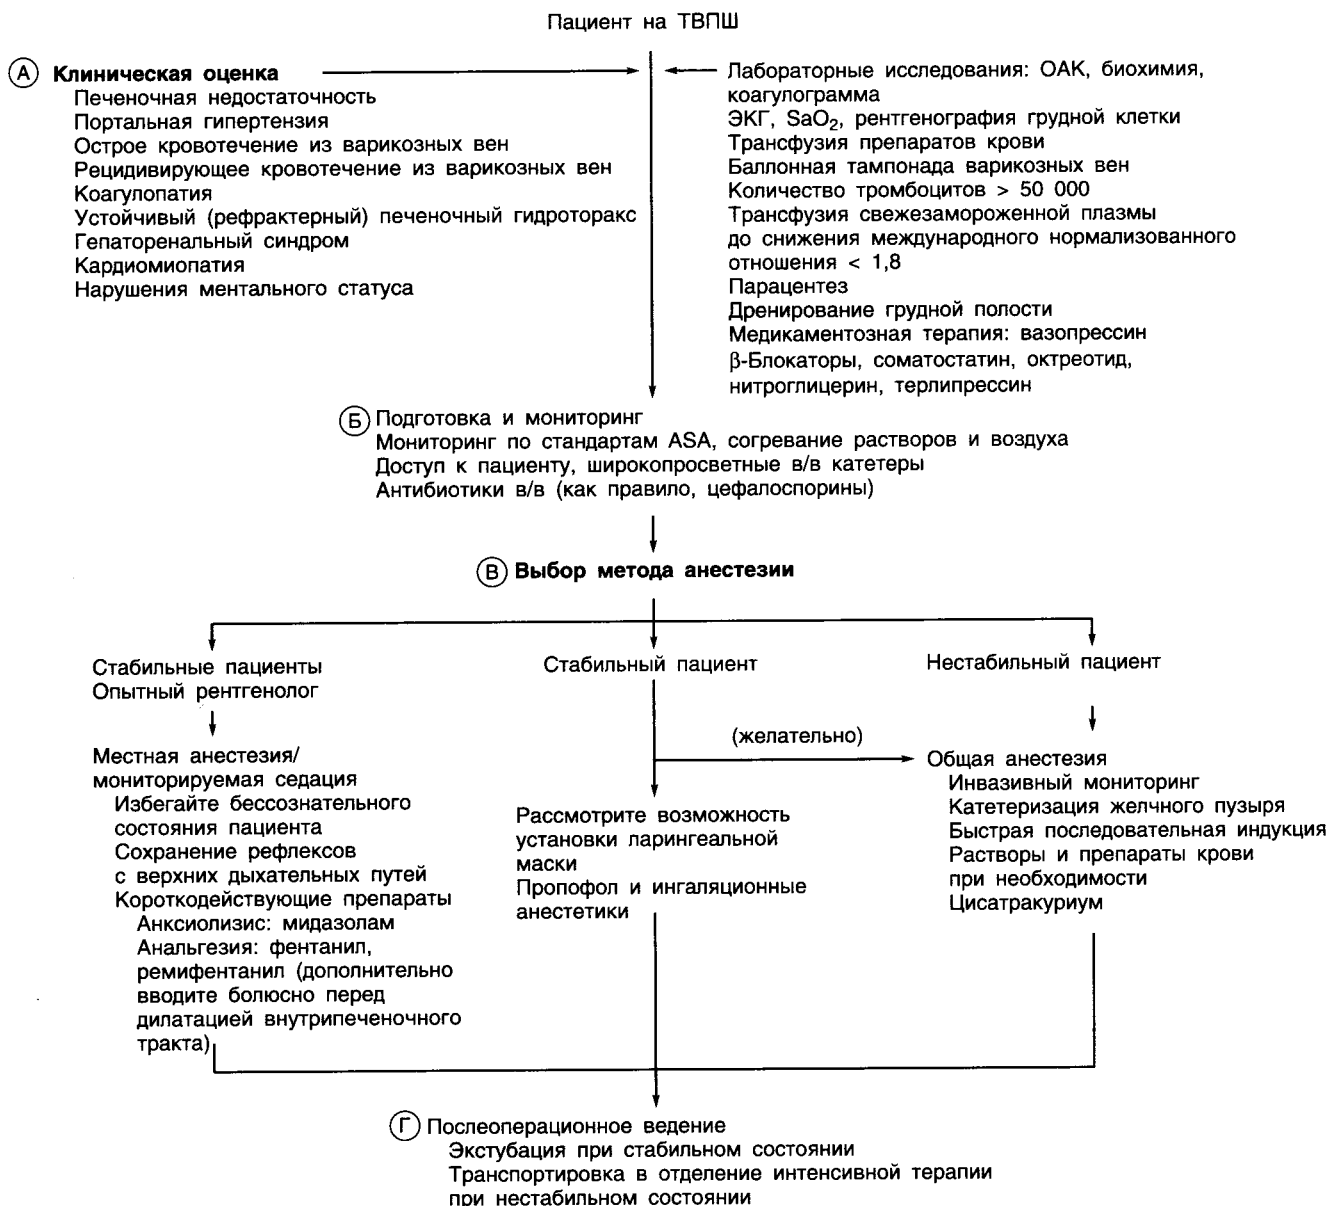 Пациент на ТВПШ
А Клиническая оценка
Печеночная недостаточность
Портальная гипертензия
Острое кровотечение из варикозных вен
Рецидивирующее кровотечение из варикозных вен
Коагулопатия
Устойчивый (рефрактерный) печеночный гидроторакс
Гепаторенальный синдром
Кардиомиопатия
Нарушения ментального статуса
Лабораторные исследования: ОАК, биохимия,
коагулограмма
ЭКГ, SaO₂, рентгенография грудной клетки
Трансфузия препаратов крови
Баллонная тампонада варикозных вен
Количество тромбоцитов > 50 000
Трансфузия свежезамороженной плазмы
до снижения международного нормализованного
отношения < 1,8
Парацентез
Дренирование грудной полости
Медикаментозная терапия: вазопрессин
β-Блокаторы, соматостатин, октреотид,
нитроглицерин, терлипрессин
Б Подготовка и мониторинг
Мониторинг по стандартам ASA, согревание растворов и воздуха
Доступ к пациенту, широкопросветные в/в катетеры
Антибиотики в/в (как правило, цефалоспорины)
В Выбор метода анестезии
Стабильные пациенты
Опытный рентгенолог
Местная анестезия/
мониторируемая седация
Избегайте бессознательного
состояния пациента
Сохранение рефлексов
с верхних дыхательных путей
Короткодействующие препараты
Анксиолизис: мидазолам
Анальгезия: фентанил,
ремифентанил (дополнительно
вводите болюсно перед
дилатацией внутрипеченочного
тракта)
Стабильный пациент
(желательно)
Рассмотрите возможность
установки ларингеальной
маски
Пропофол и ингаляционные
анестетики
Нестабильный пациент
Общая анестезия
Инвазивный мониторинг
Катетеризация желчного пузыря
Быстрая последовательная индукция
Растворы и препараты крови
при необходимости
Цисатракуриум
Г Послеоперационное ведение
Экстубация при стабильном состоянии
Транспортировка в отделение интенсивной терапии
при нестабильном состоянии